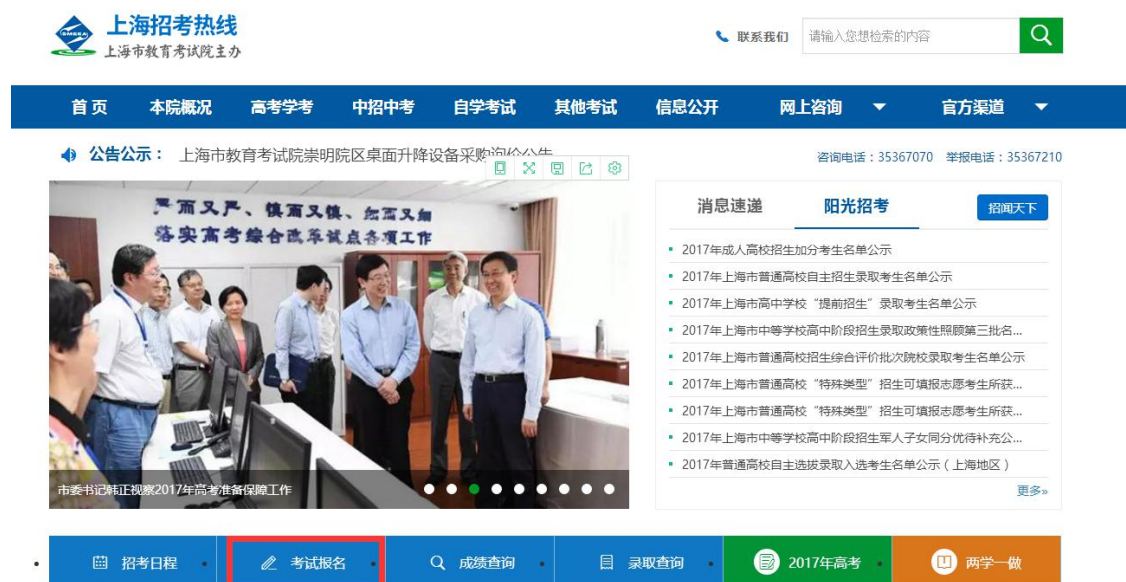 上海招考热线
SMEEA
上海市教育考试院主办
联系我们
请输入您想检索的内容
首页 本院概况 高考学考 中招中考 自学考试 其他考试 信息公开 网上咨询 官方渠道
公告公示： 上海市教育考试院崇明院区桌面升降设备采购询价公告
咨询电话：35367070 举报电话：35367210
严而又严、慎而又慎、细而又细
落实高考综合改革试点各项工作
市委书记韩正视察2017年高考准备保障工作
消息速递 阳光招考 招闻天下
2017年成人高校招生加分考生名单公示
2017年上海市普通高校自主招生录取考生名单公示
2017年上海市高中学校“提前招生”录取考生名单公示
2017年上海市中等学校高中阶段招生录取政策性照顾第三批名...
2017年上海市普通高校招生综合评价批次院校录取考生名单公示
2017年上海市普通高校“特殊类型”招生可填报志愿考生所获...
2017年上海市普通高校“特殊类型”招生可填报志愿考生所获...
2017年上海市中等学校高中阶段招生军人子女同分优待补充公...
2017年普通高校自主选拔录取入选考生名单公示（上海地区）
更多»
招考日程 考试报名 成绩查询 录取查询 2017年高考 两学一做